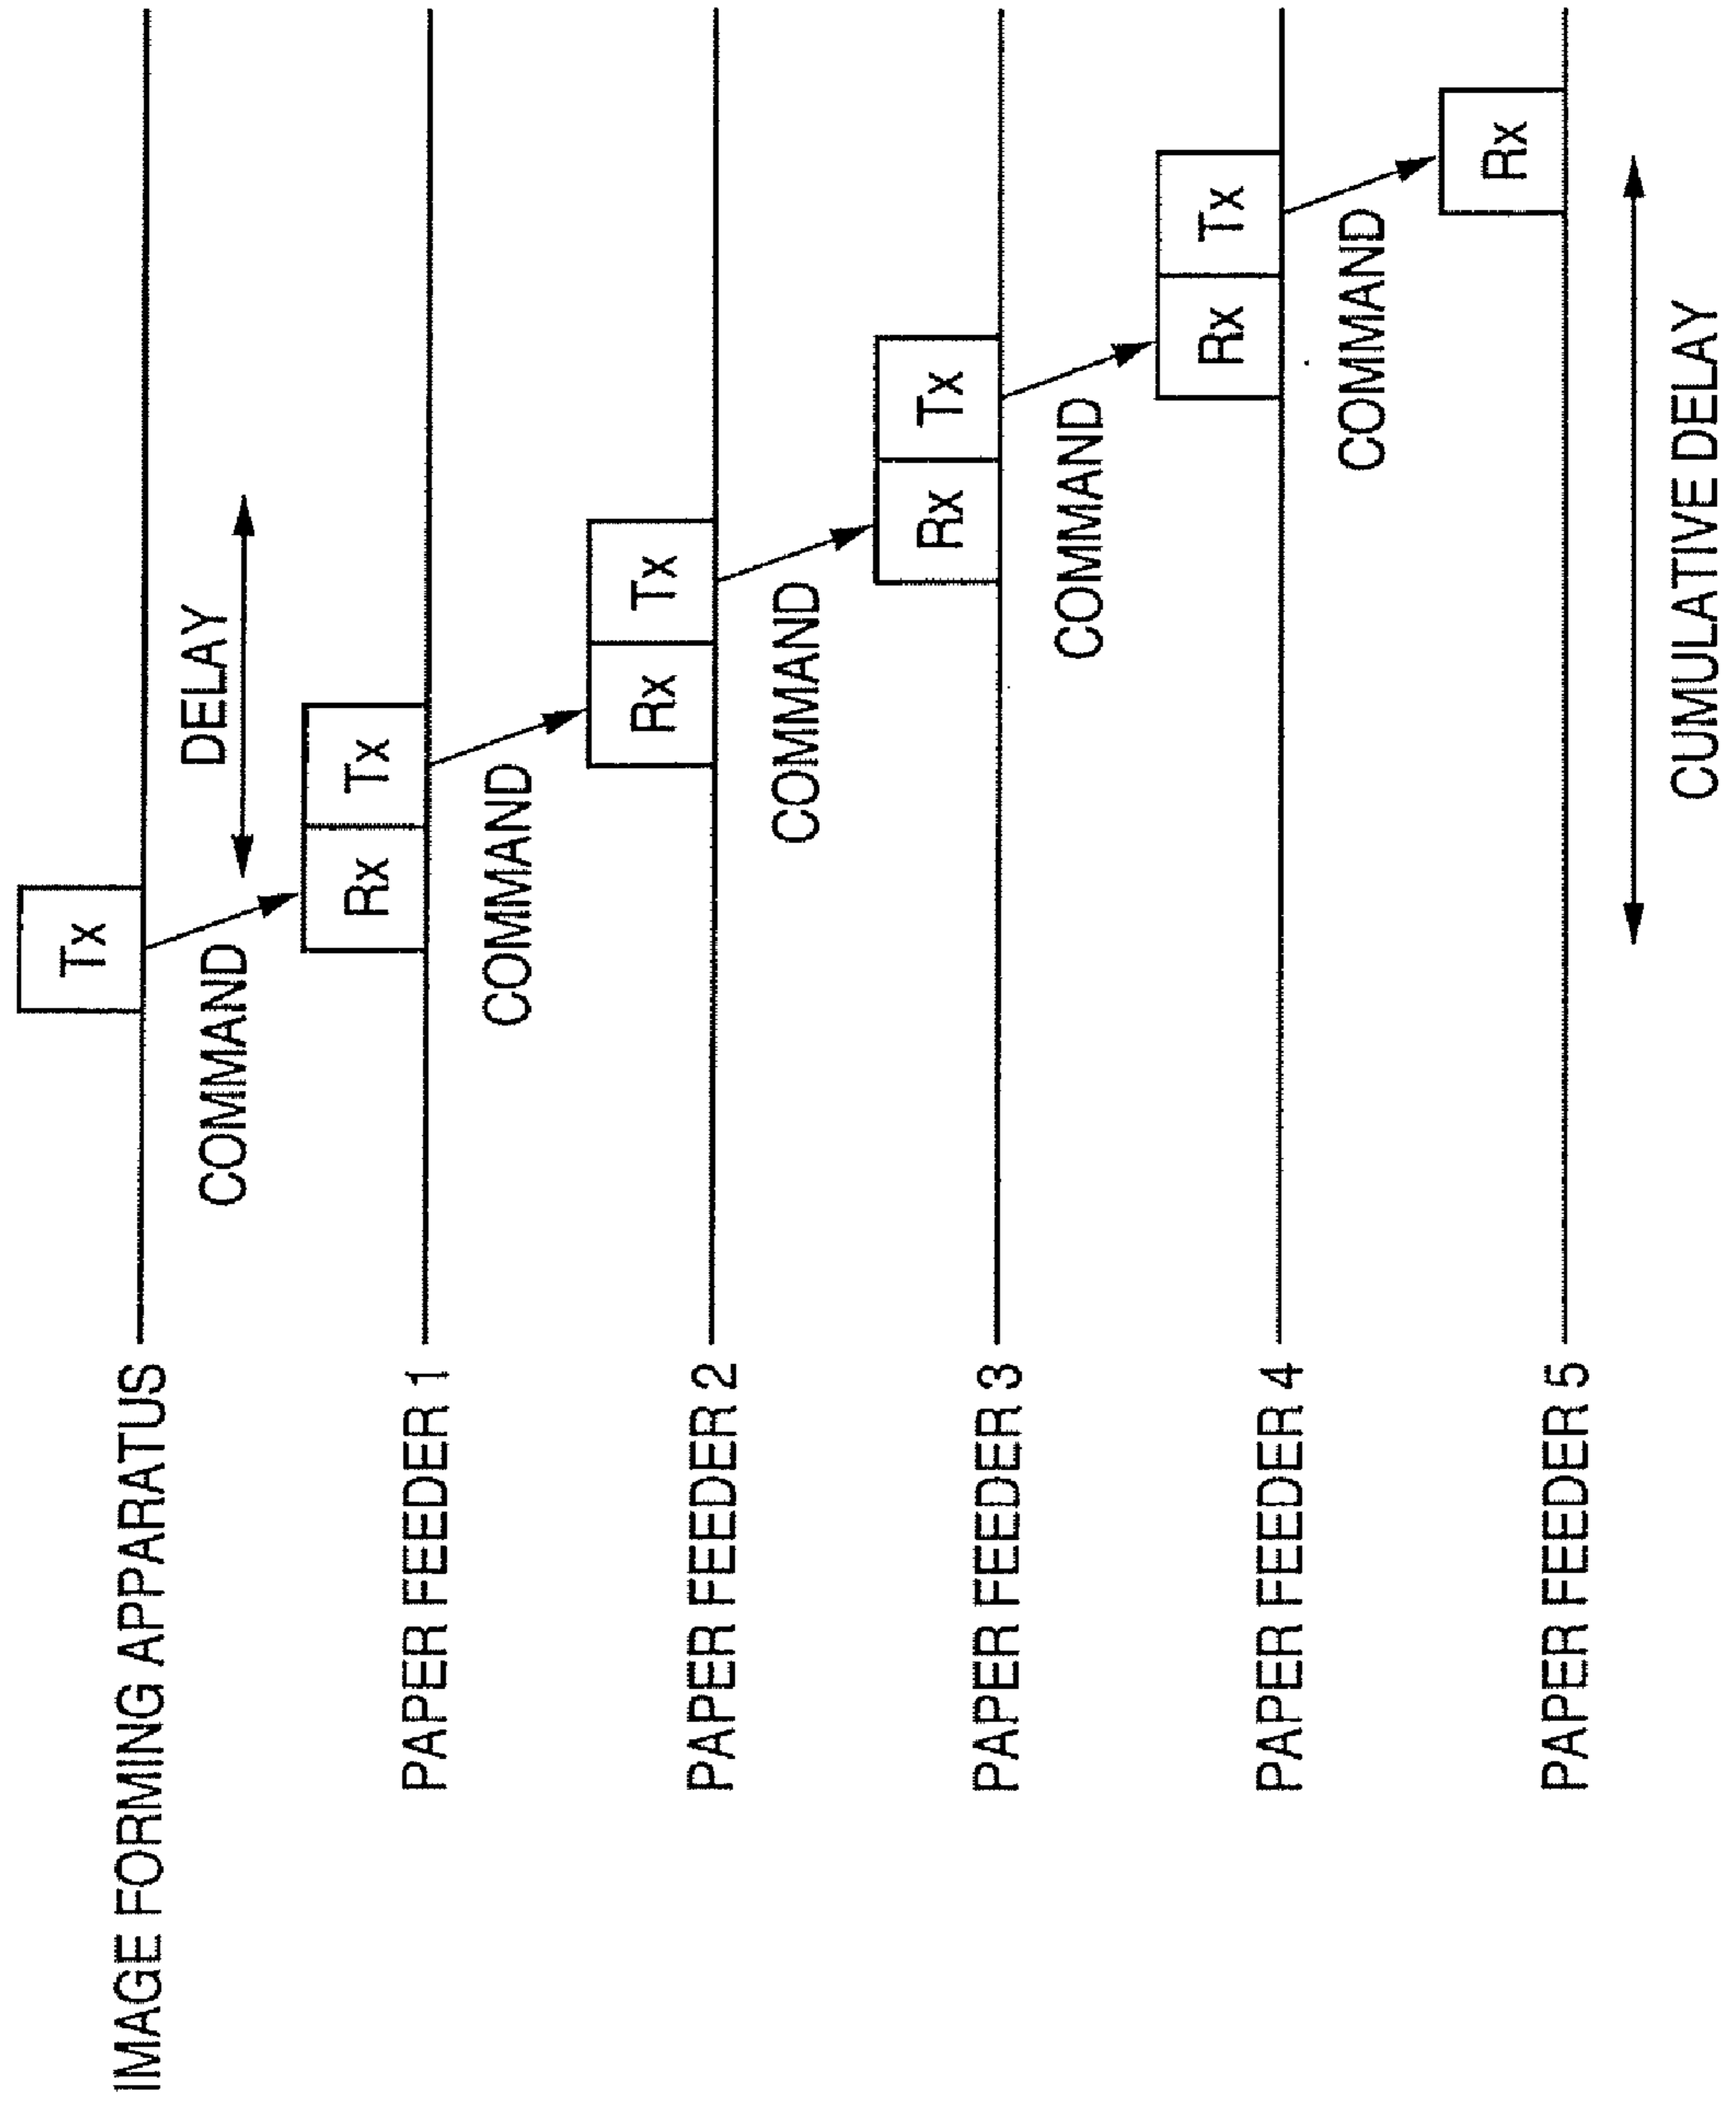 IMAGE FORMING APPARATUS
Tx
COMMAND
DELAY
PAPER FEEDER 1
Rx
Tx
COMMAND
PAPER FEEDER 2
Rx
Tx
COMMAND
PAPER FEEDER 3
Rx
Tx
COMMAND
PAPER FEEDER 4
Rx
Tx
COMMAND
PAPER FEEDER 5
Rx
CUMULATIVE DELAY